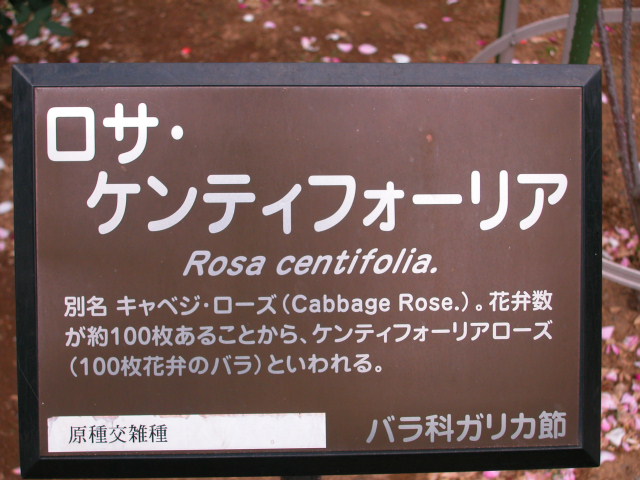 ロサ・
ケンティフォーリア
Rosa centifolia.
別名 キャベジ・ローズ(Cabbage Rose.)。花弁数
が約100枚あることから、ケンティフォーリアローズ
(100枚花弁のバラ)といわれる。
原種交雑種
バラ科ガリカ節